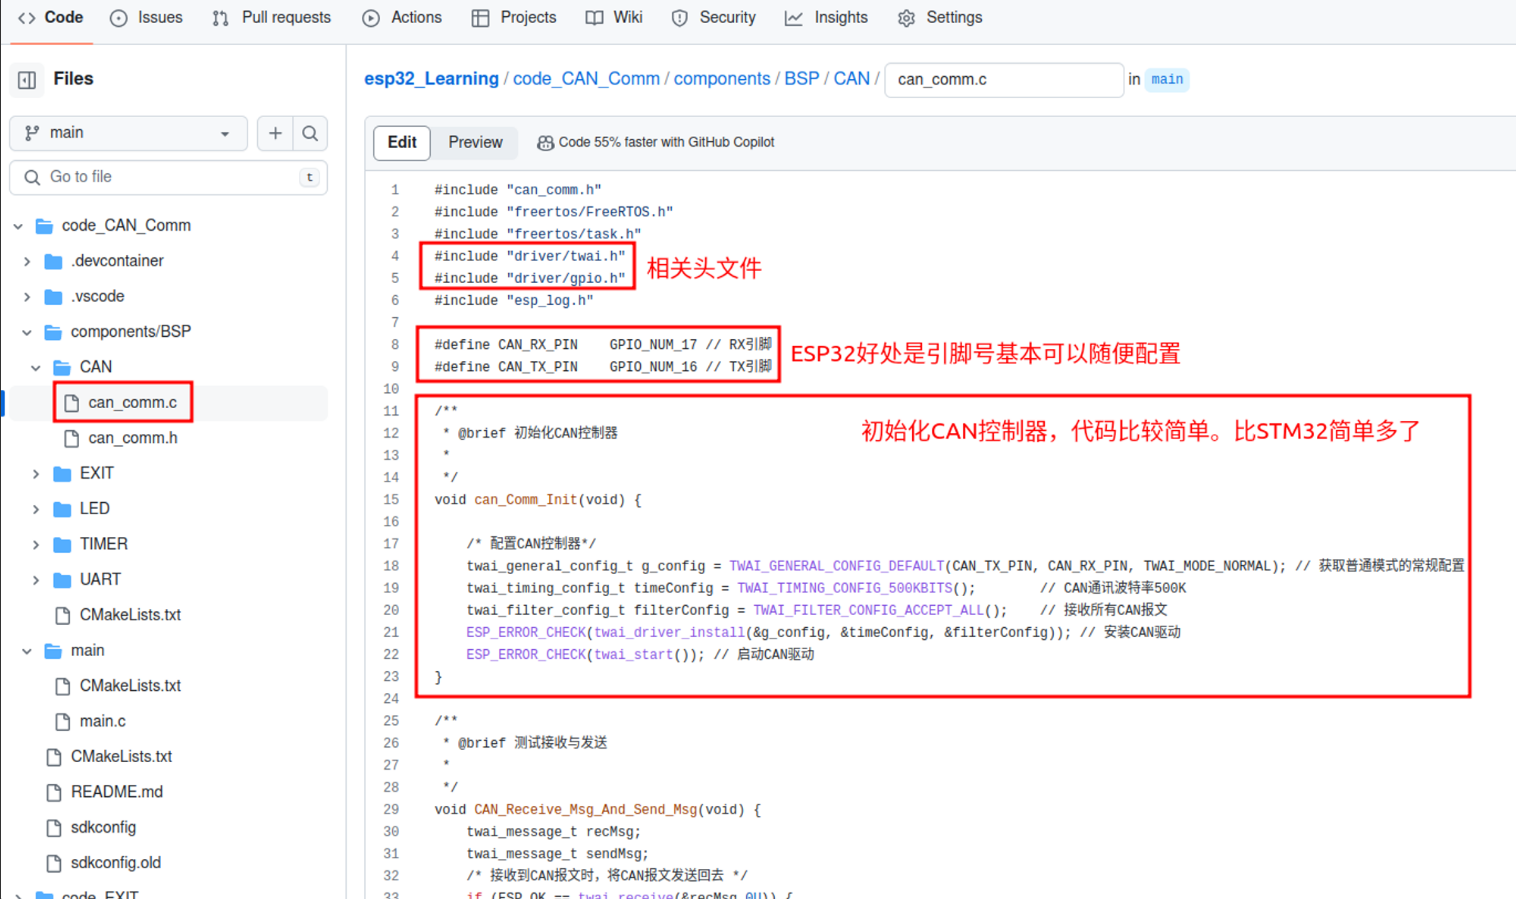 Code
Issues
Pull requests
Actions
Projects
Wiki
Security
Insights
Settings
Files
main
Go to file
t
code_CAN_Comm
.devcontainer
.vscode
components/BSP
CAN
can_comm.c
can_comm.h
EXIT
LED
TIMER
UART
CMakeLists.txt
main
CMakeLists.txt
main.c
CMakeLists.txt
README.md
sdkconfig
sdkconfig.old
code_EXIT
esp32_Learning / code_CAN_Comm / components / BSP / CAN / can_comm.c in main
Edit Preview Code 55% faster with GitHub Copilot
1 #include "can_comm.h"
2 #include "freertos/FreeRTOS.h"
3 #include "freertos/task.h"
4 #include "driver/twai.h"
5 #include "driver/gpio.h"
相关头文件
6 #include "esp_log.h"
7
8 #define CAN_RX_PIN    GPIO_NUM_17 // RX引脚
9 #define CAN_TX_PIN    GPIO_NUM_16 // TX引脚
ESP32好处是引脚号基本可以随便配置
10
11 /**
12  * @brief 初始化CAN控制器
初始化CAN控制器，代码比较简单。比STM32简单多了
13  *
14  */
15 void can_Comm_Init(void) {
16
17     /* 配置CAN控制器*/
18     twai_general_config_t g_config = TWAI_GENERAL_CONFIG_DEFAULT(CAN_TX_PIN, CAN_RX_PIN, TWAI_MODE_NORMAL); // 获取普通模式的常规配置
19     twai_timing_config_t timeConfig = TWAI_TIMING_CONFIG_500KBITS();        // CAN通讯波特率500K
20     twai_filter_config_t filterConfig = TWAI_FILTER_CONFIG_ACCEPT_ALL();    // 接收所有CAN报文
21     ESP_ERROR_CHECK(twai_driver_install(&g_config, &timeConfig, &filterConfig)); // 安装CAN驱动
22     ESP_ERROR_CHECK(twai_start()); // 启动CAN驱动
23 }
24
25 /**
26  * @brief 测试接收与发送
27  *
28  */
29 void CAN_Receive_Msg_And_Send_Msg(void) {
30     twai_message_t recMsg;
31     twai_message_t sendMsg;
32     /* 接收到CAN报文时，将CAN报文发送回去 */
33     if (ESP_OK == twai_receive(&recMsg,0U)) {